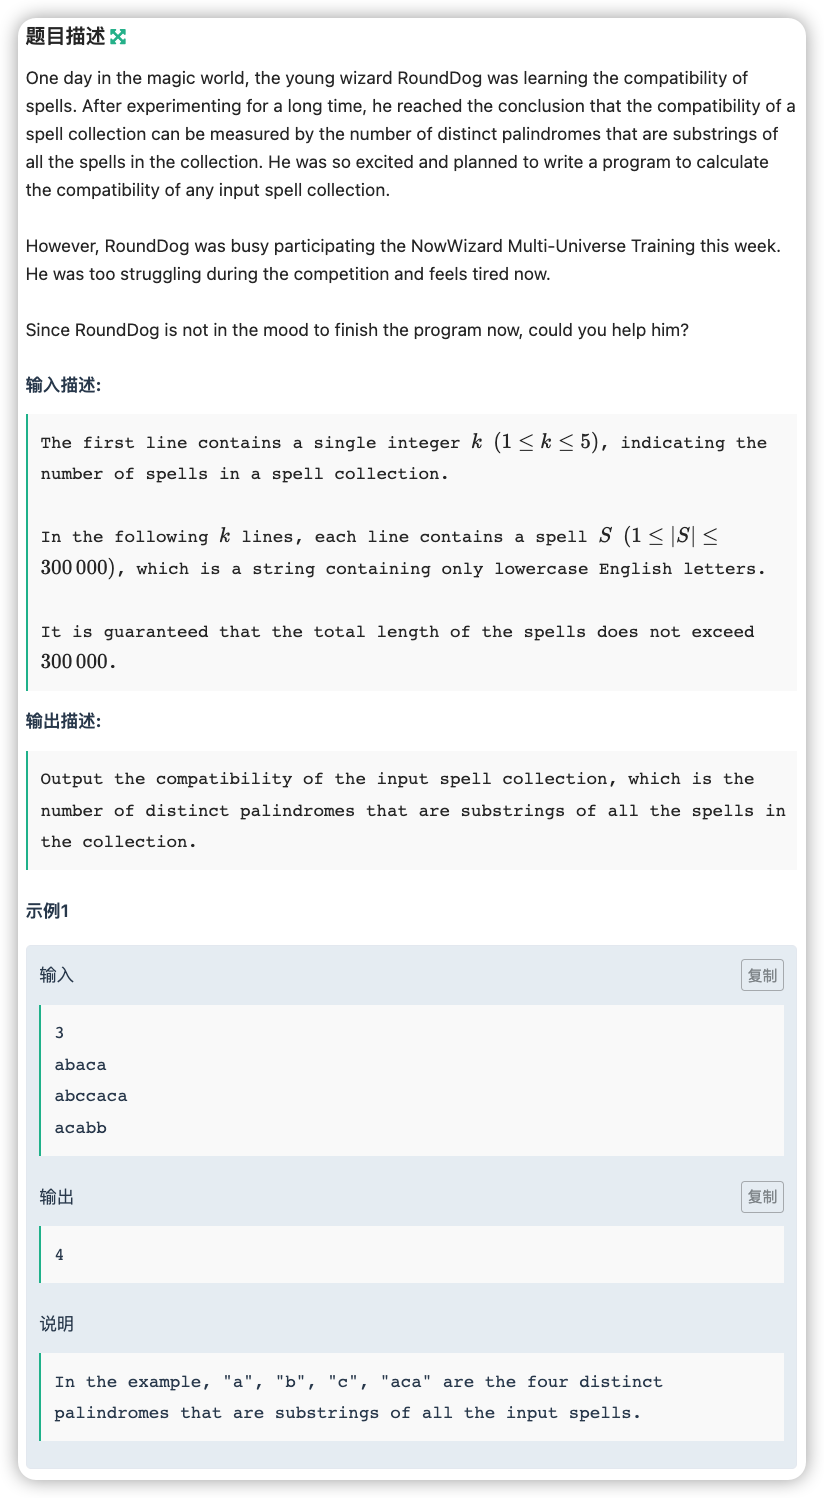 题目描述
One day in the magic world, the young wizard RoundDog was learning the compatibility of
spells. After experimenting for a long time, he reached the conclusion that the compatibility of a
spell collection can be measured by the number of distinct palindromes that are substrings of
all the spells in the collection. He was so excited and planned to write a program to calculate
the compatibility of any input spell collection.
However, RoundDog was busy participating the NowWizard Multi-Universe Training this week.
He was too struggling during the competition and feels tired now.
Since RoundDog is not in the mood to finish the program now, could you help him?
输入描述:
The first line contains a single integer k (1 ≤ k ≤ 5), indicating the
number of spells in a spell collection.
In the following k lines, each line contains a spell S (1 ≤ |S| ≤
300 000), which is a string containing only lowercase English letters.
It is guaranteed that the total length of the spells does not exceed
300 000.
输出描述:
Output the compatibility of the input spell collection, which is the
number of distinct palindromes that are substrings of all the spells in
the collection.
示例1
输入
复制
3
abaca
abccaca
acabb
输出
复制
4
说明
In the example, "a", "b", "c", "aca" are the four distinct
palindromes that are substrings of all the input spells.